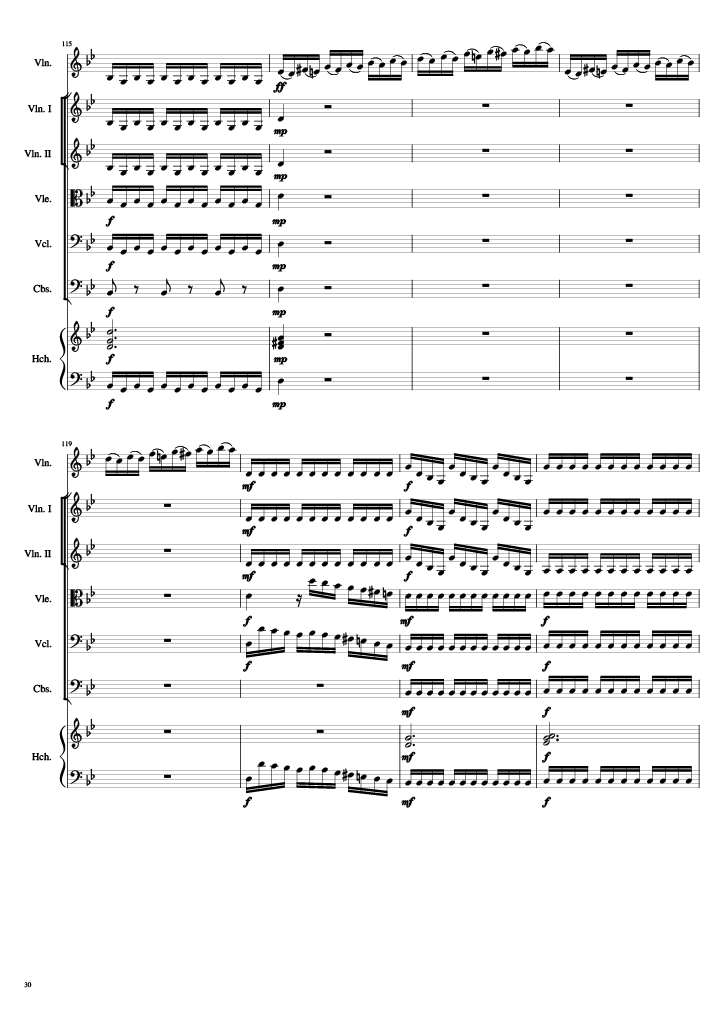 115
Vln.
ff
Vln. I
mp
Vln. II
mp
Vle.
f mp
Vcl.
f mp
Cbs.
f mp
Hch.
f mp
f mp
119
Vln.
mf f
Vln. I
mf f
Vln. II
mf f
Vle.
f mf f
Vcl.
f mf f
Cbs.
mf f
Hch.
mf f
f mf f
30